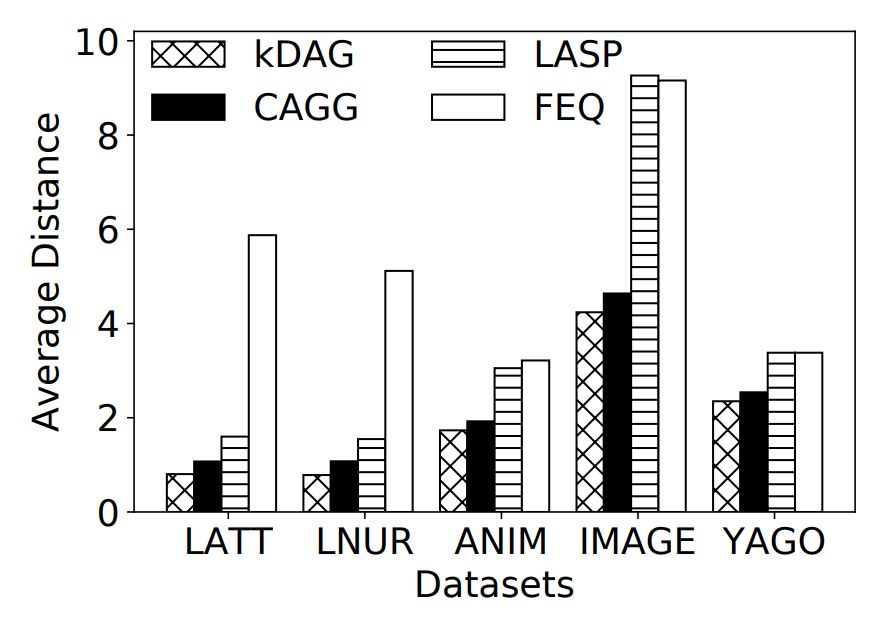 10
8
6
4
2
0
Average Distance
kDAG
CAGG
LASP
FEQ
LATT LNUR ANIM IMAGE YAGO
Datasets